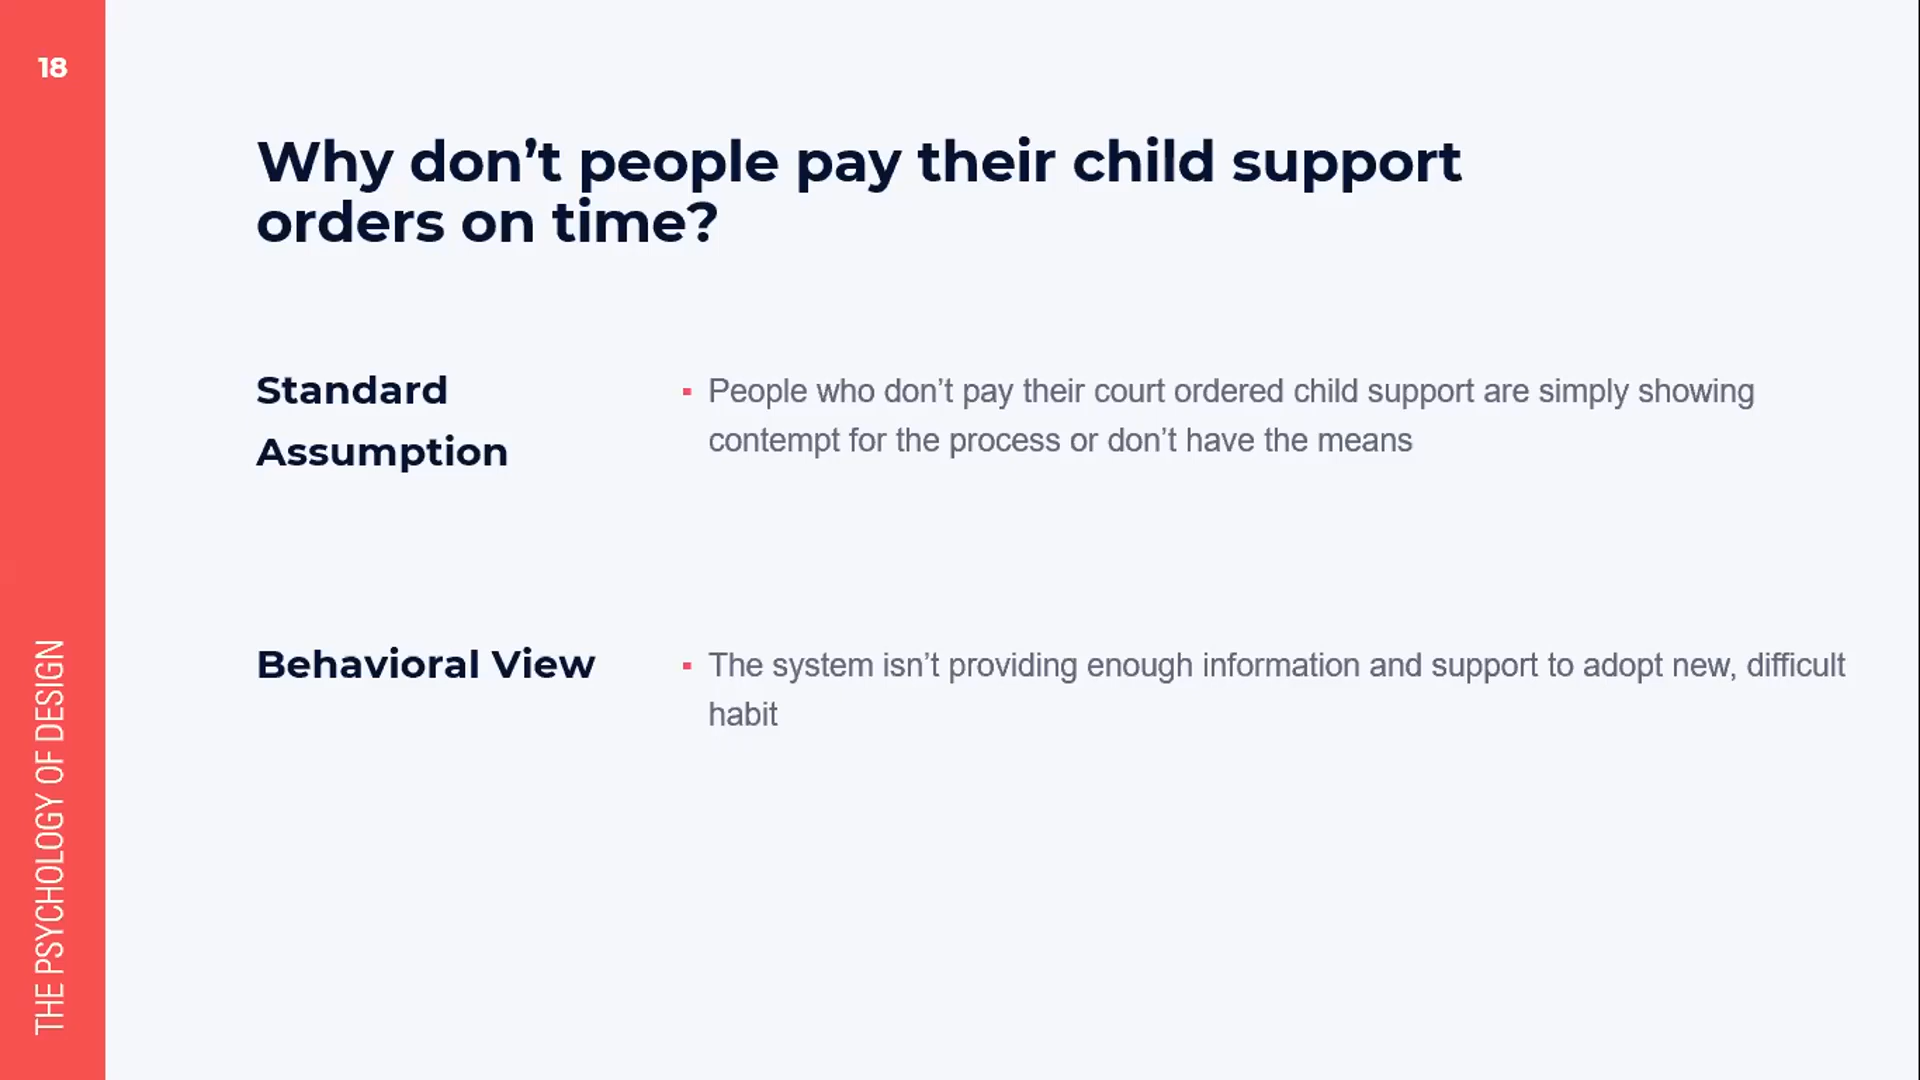 18
Why don’t people pay their child support
orders on time?
Standard
Assumption
▪ People who don’t pay their court ordered child support are simply showing
contempt for the process or don’t have the means
Behavioral View
▪ The system isn’t providing enough information and support to adopt new, difficult
habit
THE PSYCHOLOGY OF DESIGN